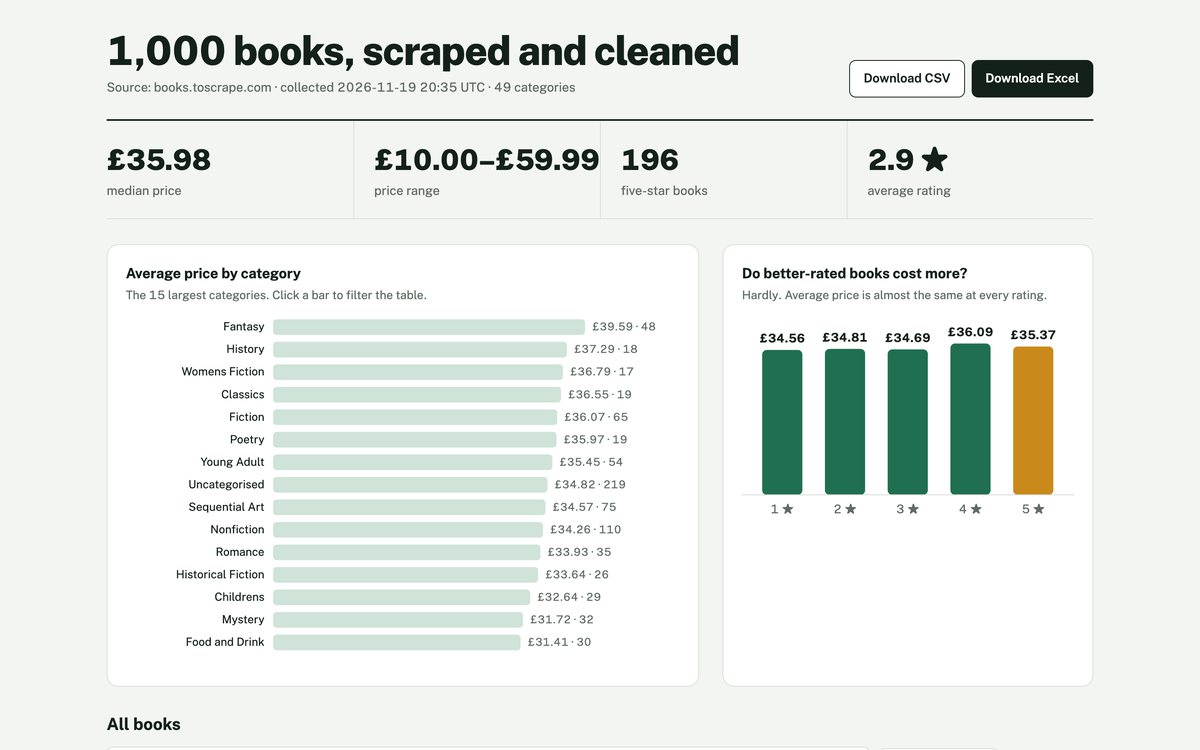 1,000 books, scraped and cleaned
Source: books.toscrape.com · collected 2026-11-19 20:35 UTC · 49 categories
Download CSV
Download Excel
£35.98
median price
£10.00–£59.99
price range
196
five-star books
2.9 ★
average rating
Average price by category
The 15 largest categories. Click a bar to filter the table.
Fantasy £39.59 · 48
History £37.29 · 18
Womens Fiction £36.79 · 17
Classics £36.55 · 19
Fiction £36.07 · 65
Poetry £35.97 · 19
Young Adult £35.45 · 54
Uncategorised £34.82 · 219
Sequential Art £34.57 · 75
Nonfiction £34.26 · 110
Romance £33.93 · 35
Historical Fiction £33.64 · 26
Childrens £32.64 · 29
Mystery £31.72 · 32
Food and Drink £31.41 · 30
Do better-rated books cost more?
Hardly. Average price is almost the same at every rating.
£34.56 £34.81 £34.69 £36.09 £35.37
1 ★ 2 ★ 3 ★ 4 ★ 5 ★
All books